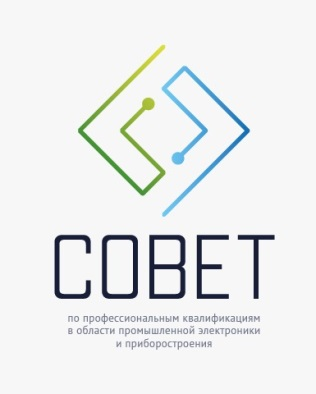 СОВЕТ
по профессиональным квалификациям
в области промышленной электроники
и приборостроения